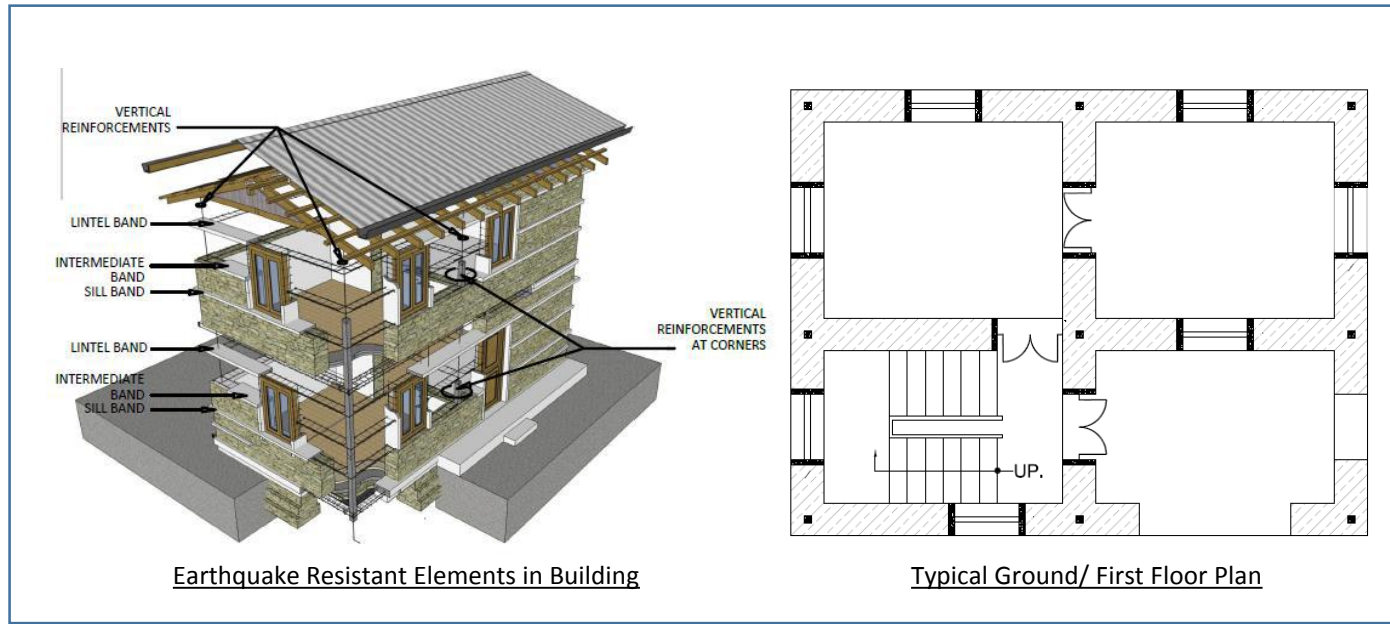 VERTICAL
REINFORCEMENTS
LINTEL BAND
INTERMEDIATE
BAND
SILL BAND
LINTEL BAND
INTERMEDIATE
BAND
SILL BAND
VERTICAL
REINFORCEMENTS
AT CORNERS
UP.
Earthquake Resistant Elements in Building
Typical Ground/ First Floor Plan